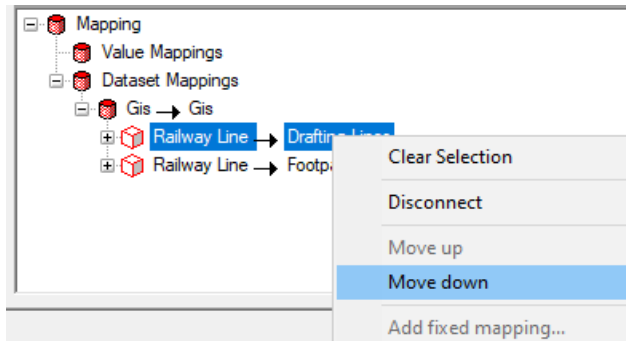 Mapping
Value Mappings
Dataset Mappings
Gis → Gis
Railway Line → Drafting Lines
Railway Line →
Clear Selection
Disconnect
Move up
Move down
Add fixed mapping...